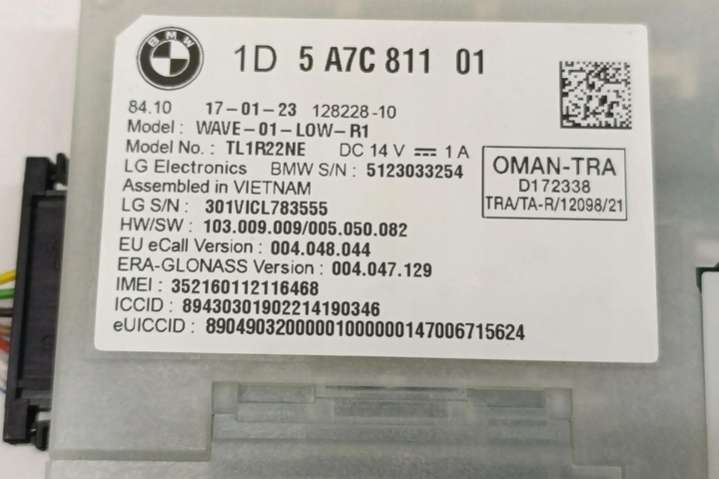 BMW
1D 5 A7C 811 01
84.10 17-01-23 128228-10
Model : WAVE-01-LOW-R1
Model No. : TL1R22NE DC 14 V ⎓ 1 A
LG Electronics BMW S/N : 5123033254
Assembled in VIETNAM
LG S/N : 301VICL783555
HW/SW : 103.009.009/005.050.082
EU eCall Version : 004.048.044
ERA-GLONASS Version : 004.047.129
IMEI : 352160112116468
ICCID : 89430301902214190346
eUICCID : 89049032000001000000147006715624
OMAN-TRA
D172338
TRA/TA-R/12098/21